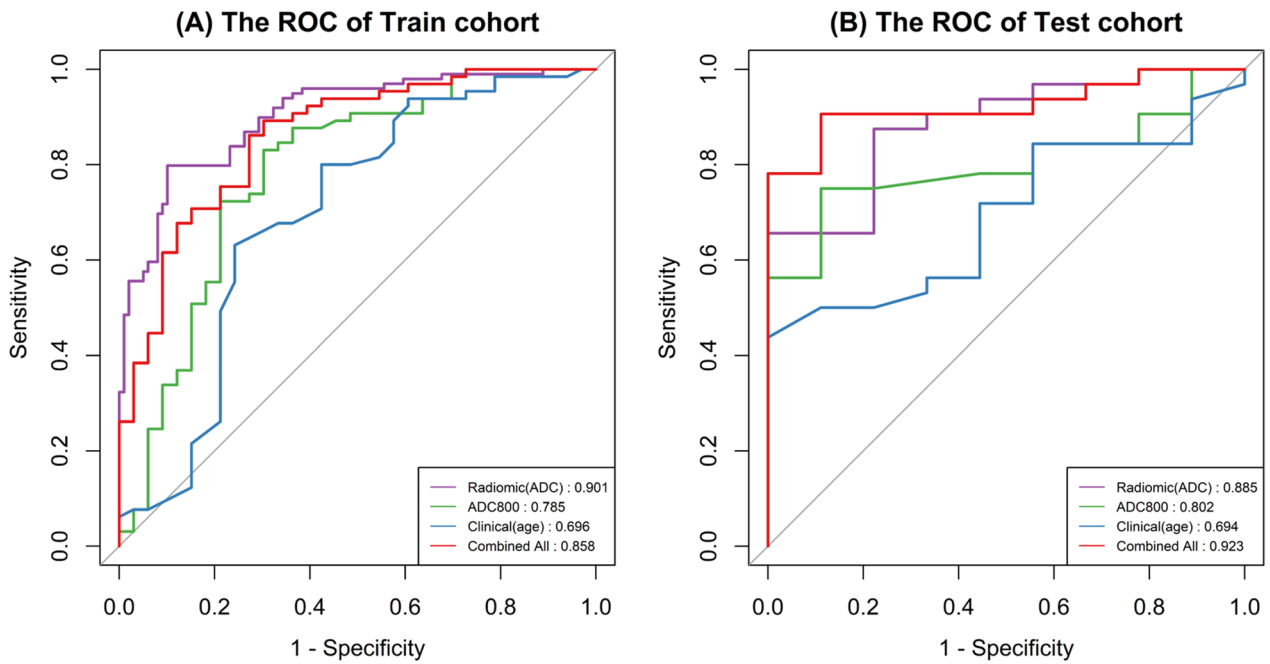 (A) The ROC of Train cohort
1.0
0.8
0.6
0.4
0.2
0.0
Sensitivity
Radiomic(ADC) : 0.901
ADC800 : 0.785
Clinical(age) : 0.696
Combined All : 0.858
0.0 0.2 0.4 0.6 0.8 1.0
1 - Specificity
(B) The ROC of Test cohort
1.0
0.8
0.6
0.4
0.2
0.0
Sensitivity
Radiomic(ADC) : 0.885
ADC800 : 0.802
Clinical(age) : 0.694
Combined All : 0.923
0.0 0.2 0.4 0.6 0.8 1.0
1 - Specificity